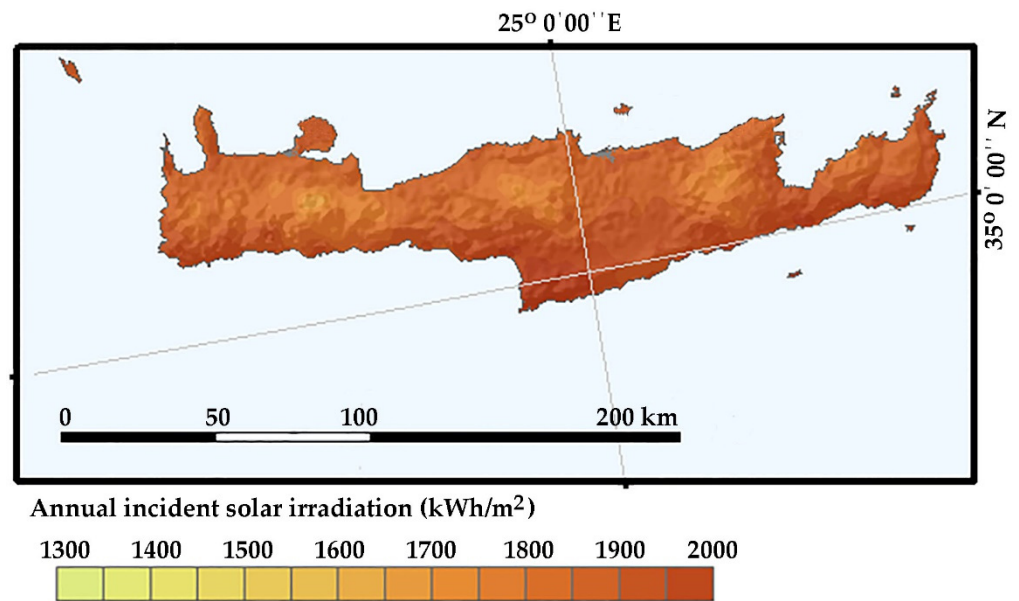 25° 0'00''E
35° 0' 00'' N
0 50 100 200 km
Annual incident solar irradiation (kWh/m²)
1300 1400 1500 1600 1700 1800 1900 2000